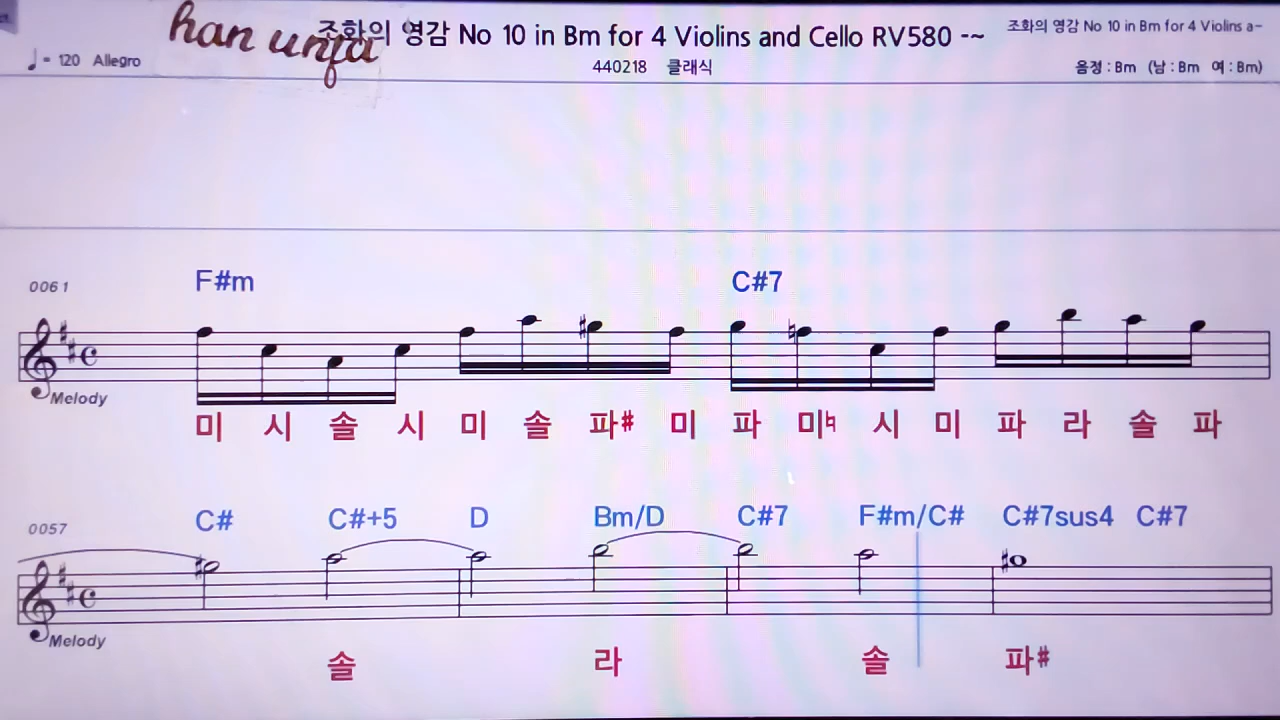 han unfa
조화의 영감 No 10 in Bm for 4 Violins and Cello RV580 -~
조화의 영감 No 10 in Bm for 4 Violins a-
♩= 120 Allegro
440218 클래식
음정 : Bm (남 : Bm 여 : Bm)
F#m C#7
0061
Melody
미 시 솔 시 미 솔 파# 미 파 미♮ 시 미 파 라 솔 파
C# C#+5 D Bm/D C#7 F#m/C# C#7sus4 C#7
0057
Melody
솔 라 솔 파#